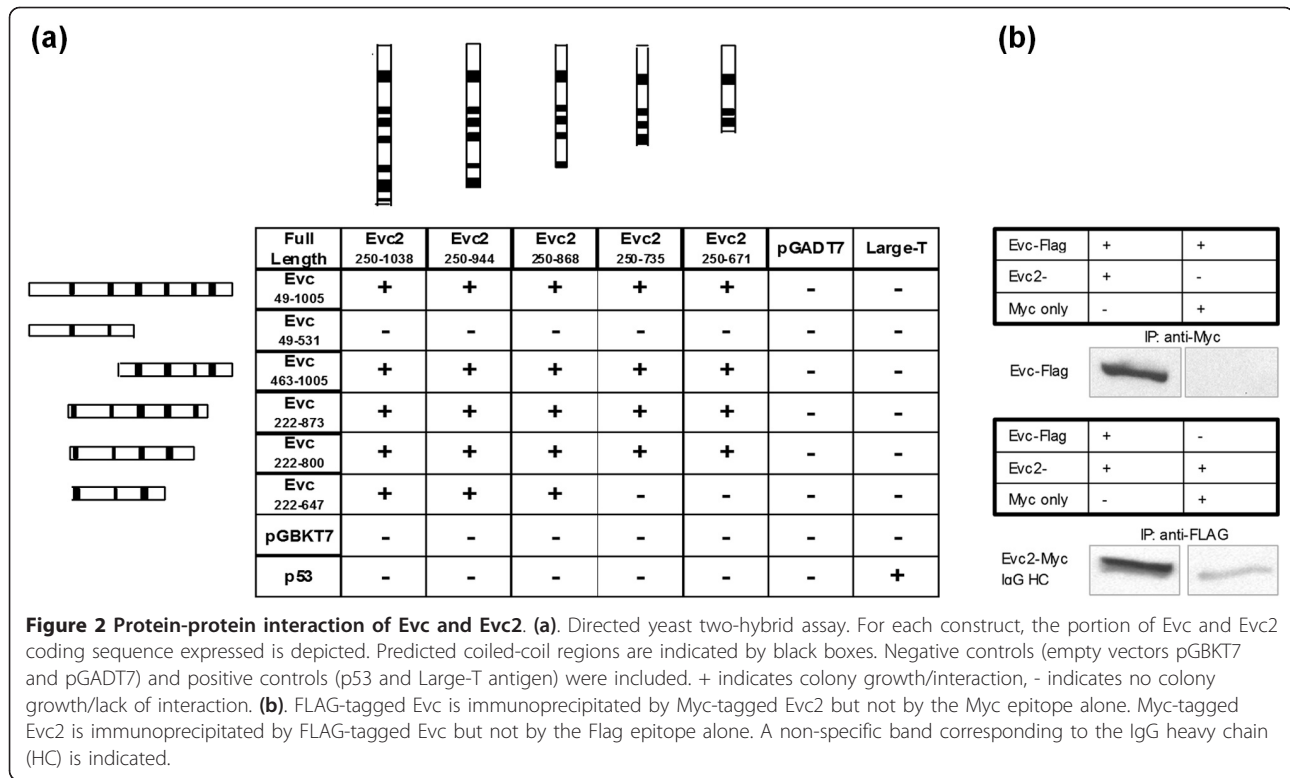 (a)
(b)
Full Length Evc2 250-1038 Evc2 250-944 Evc2 250-868 Evc2 250-735 Evc2 250-671 pGADT7 Large-T
Evc 49-1005 + + + + + - -
Evc 49-531 - - - - - - -
Evc 463-1005 + + + + + - -
Evc 222-873 + + + + + - -
Evc 222-800 + + + + + - -
Evc 222-647 + + + - - - -
pGBKT7 - - - - - - -
p53 - - - - - - +
Evc-Flag + +
Evc2- + -
Myc only - +
IP: anti-Myc
Evc-Flag
Evc-Flag + -
Evc2- + +
Myc only - +
IP: anti-FLAG
Evc2-Myc
IgG HC
Figure 2 Protein-protein interaction of Evc and Evc2. (a). Directed yeast two-hybrid assay. For each construct, the portion of Evc and Evc2
coding sequence expressed is depicted. Predicted coiled-coil regions are indicated by black boxes. Negative controls (empty vectors pGBKT7
and pGADT7) and positive controls (p53 and Large-T antigen) were included. + indicates colony growth/interaction, - indicates no colony
growth/lack of interaction. (b). FLAG-tagged Evc is immunoprecipitated by Myc-tagged Evc2 but not by the Myc epitope alone. Myc-tagged
Evc2 is immunoprecipitated by FLAG-tagged Evc but not by the Flag epitope alone. A non-specific band corresponding to the IgG heavy chain
(HC) is indicated.